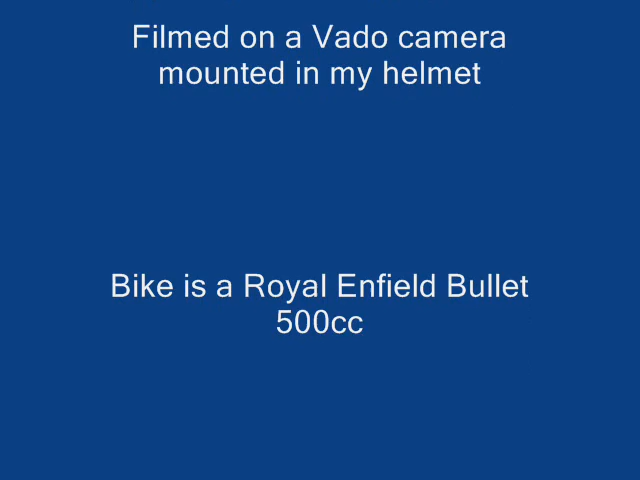 Filmed on a Vado camera
mounted in my helmet
Bike is a Royal Enfield Bullet
500cc